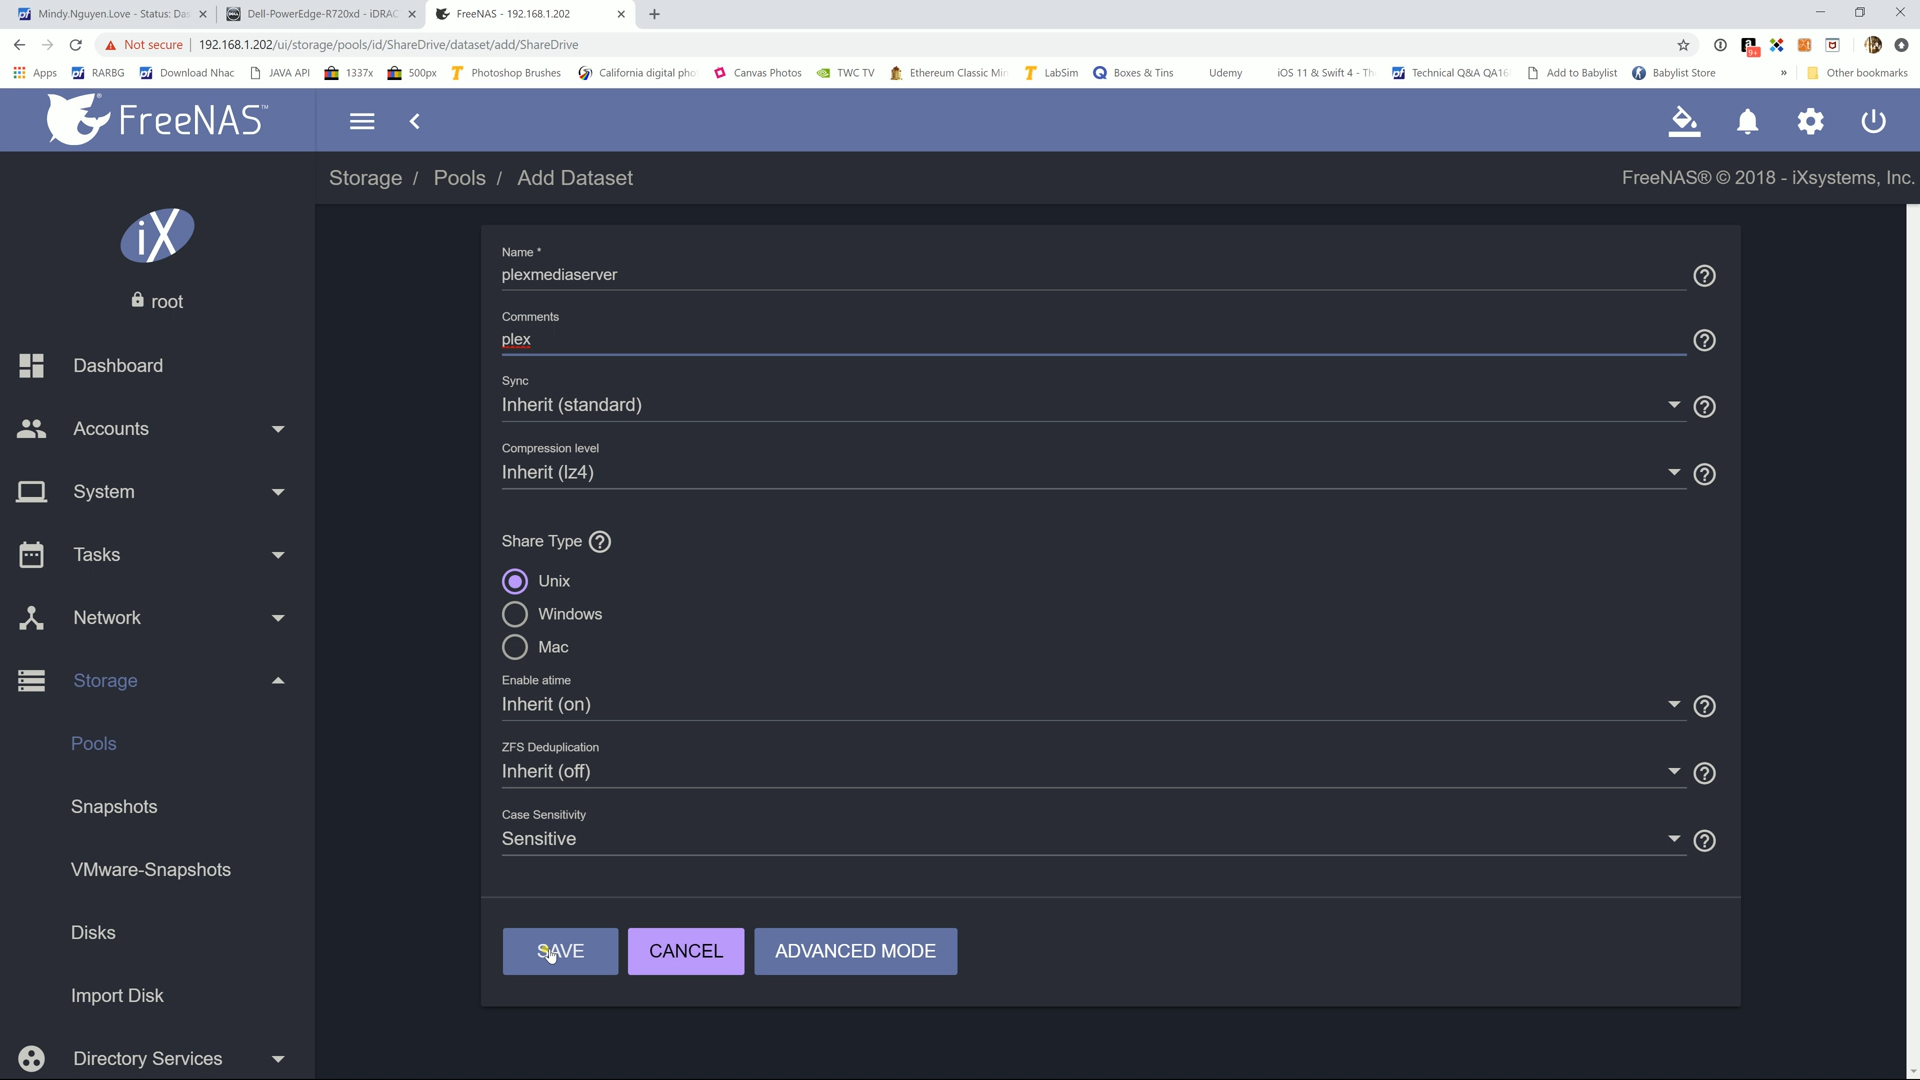 Mindy.Nguyen.Love - Status: Das
Dell-PowerEdge-R720xd - iDRAC
FreeNAS - 192.168.1.202
Not secure | 192.168.1.202/ui/storage/pools/id/ShareDrive/dataset/add/ShareDrive
Apps RARBG Download Nhac JAVA API 1337x 500px Photoshop Brushes California digital pho Canvas Photos TWC TV Ethereum Classic Min LabSim Boxes & Tins Udemy iOS 11 & Swift 4 - Th Technical Q&A QA16 Add to Babylist Babylist Store » Other bookmarks
FreeNAS™
Storage / Pools / Add Dataset
FreeNAS® © 2018 - iXsystems, Inc.
iX
root
Dashboard
Accounts
System
Tasks
Network
Storage
Pools
Snapshots
VMware-Snapshots
Disks
Import Disk
Directory Services
Name *
plexmediaserver
Comments
plex
Sync
Inherit (standard)
Compression level
Inherit (lz4)
Share Type
Unix
Windows
Mac
Enable atime
Inherit (on)
ZFS Deduplication
Inherit (off)
Case Sensitivity
Sensitive
SAVE CANCEL ADVANCED MODE